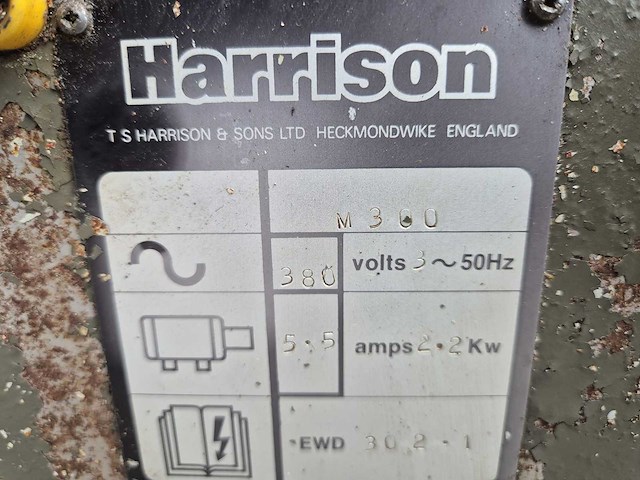 Harrison
T S HARRISON & SONS LTD HECKMONDWIKE ENGLAND
M300
380 volts 3~50Hz
5.5 amps 2.2 Kw
EWD 302.1